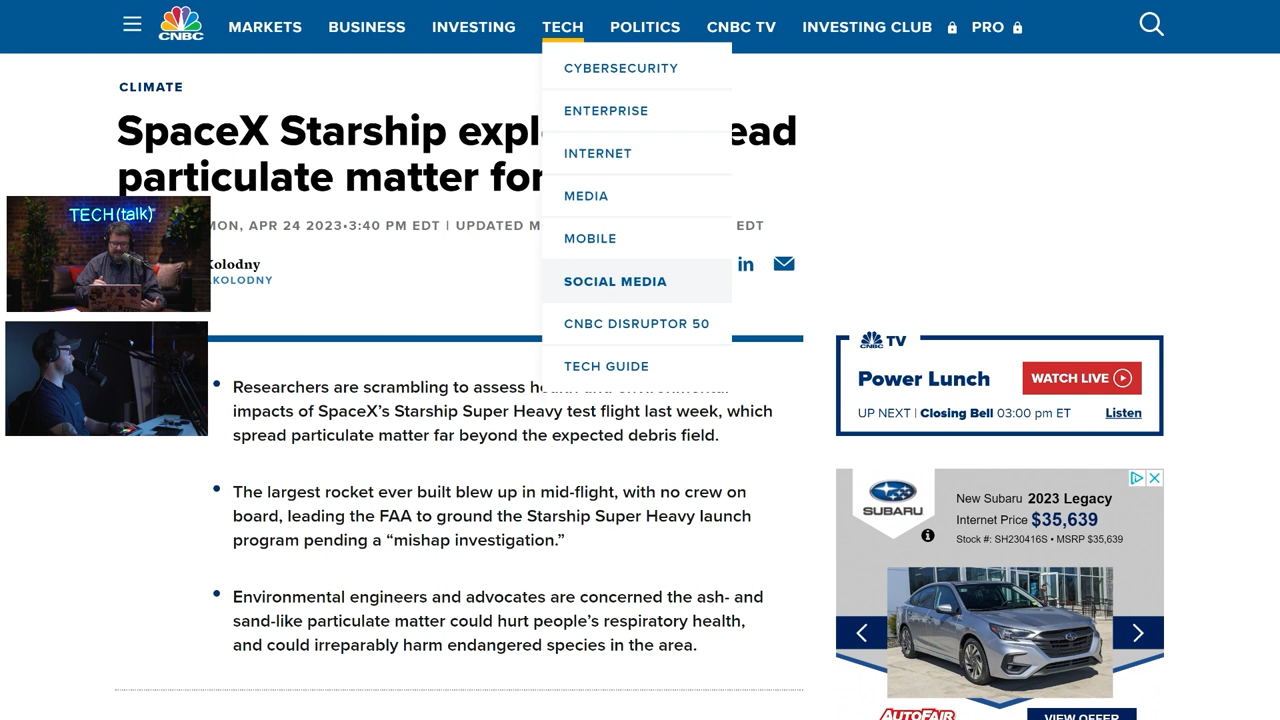 CNBC
MARKETS
BUSINESS
INVESTING
TECH
POLITICS
CNBC TV
INVESTING CLUB
PRO
CYBERSECURITY
ENTERPRISE
INTERNET
MEDIA
MOBILE
SOCIAL MEDIA
CNBC DISRUPTOR 50
TECH GUIDE
CLIMATE
SpaceX Starship expl ead
particulate matter for
TECH (talk)
MON, APR 24 2023•3:40 PM EDT | UPDATED M EDT
Kolodny
KOLODNY
in
• Researchers are scrambling to assess health and environmental
impacts of SpaceX’s Starship Super Heavy test flight last week, which
spread particulate matter far beyond the expected debris field.
• The largest rocket ever built blew up in mid-flight, with no crew on
board, leading the FAA to ground the Starship Super Heavy launch
program pending a “mishap investigation.”
• Environmental engineers and advocates are concerned the ash- and
sand-like particulate matter could hurt people’s respiratory health,
and could irreparably harm endangered species in the area.
CNBC TV
Power Lunch
WATCH LIVE
UP NEXT | Closing Bell 03:00 pm ET
Listen
SUBARU
New Subaru 2023 Legacy
Internet Price $35,639
Stock #: SH230416S • MSRP $35,639
AUTOFAIR
VIEW OFFER